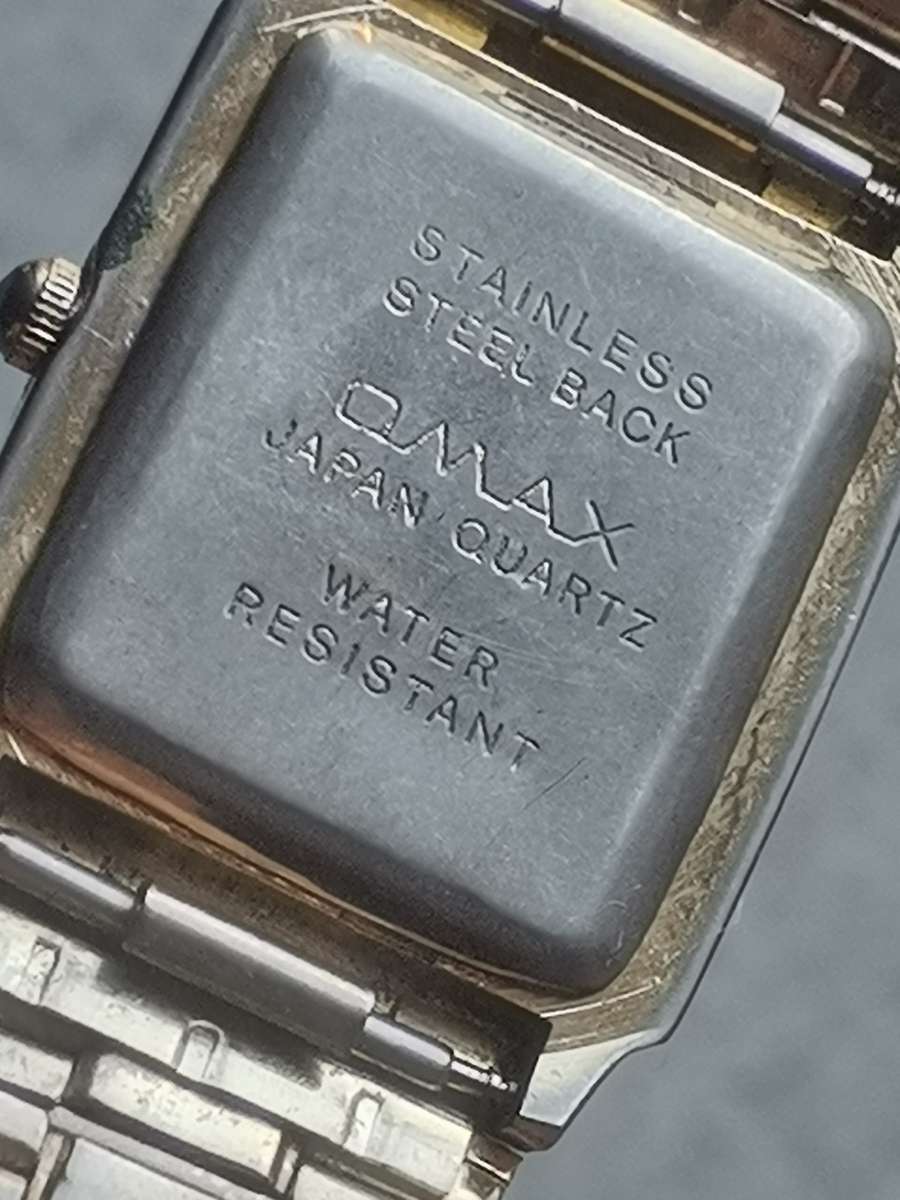 STAINLESS
STEEL BACK
OMAX
JAPAN QUARTZ
WATER
RESISTANT